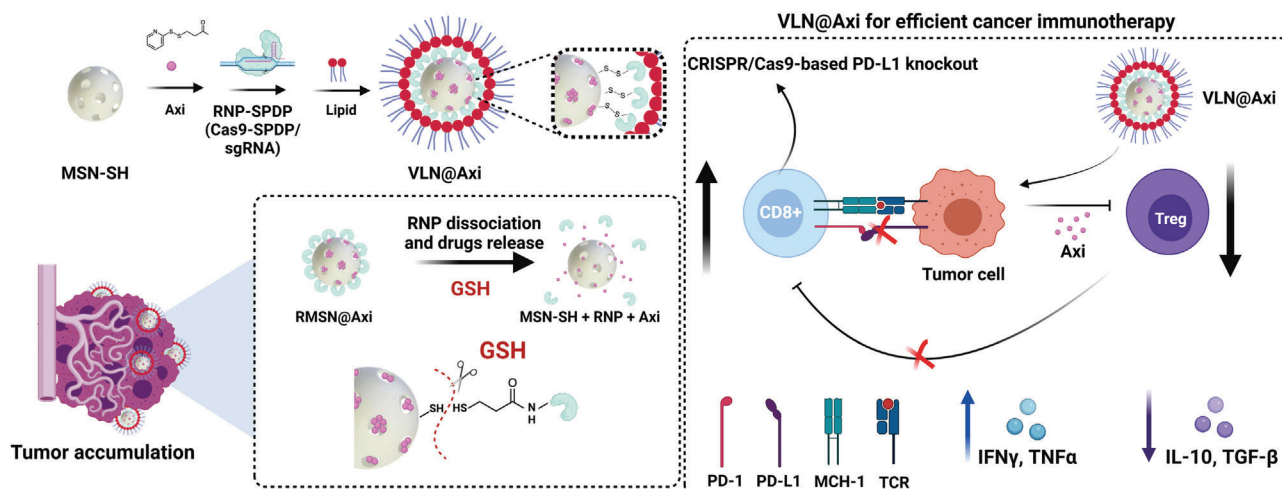 MSN-SH
Axi
RNP-SPDP
(Cas9-SPDP/
sgRNA)
Lipid
VLN@Axi
S-S
S-S
S-S
S-S
N
O
Tumor accumulation
RNP dissociation
and drugs release
GSH
RMSN@Axi
MSN-SH + RNP + Axi
GSH
SH
HS
O
N
H
VLN@Axi for efficient cancer immunotherapy
CRISPR/Cas9-based PD-L1 knockout
VLN@Axi
CD8+
Tumor cell
Axi
Treg
PD-1
PD-L1
MCH-1
TCR
IFNγ, TNFα
IL-10, TGF-β